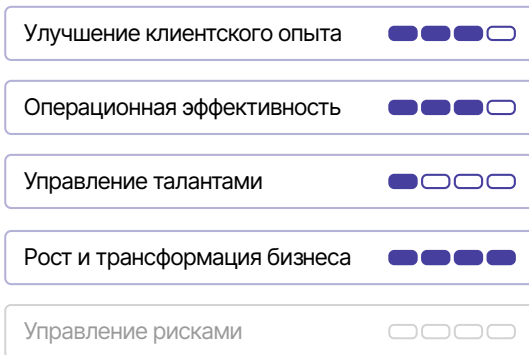 Улучшение клиентского опыта
Операционная эффективность
Управление талантами
Рост и трансформация бизнеса
Управление рисками